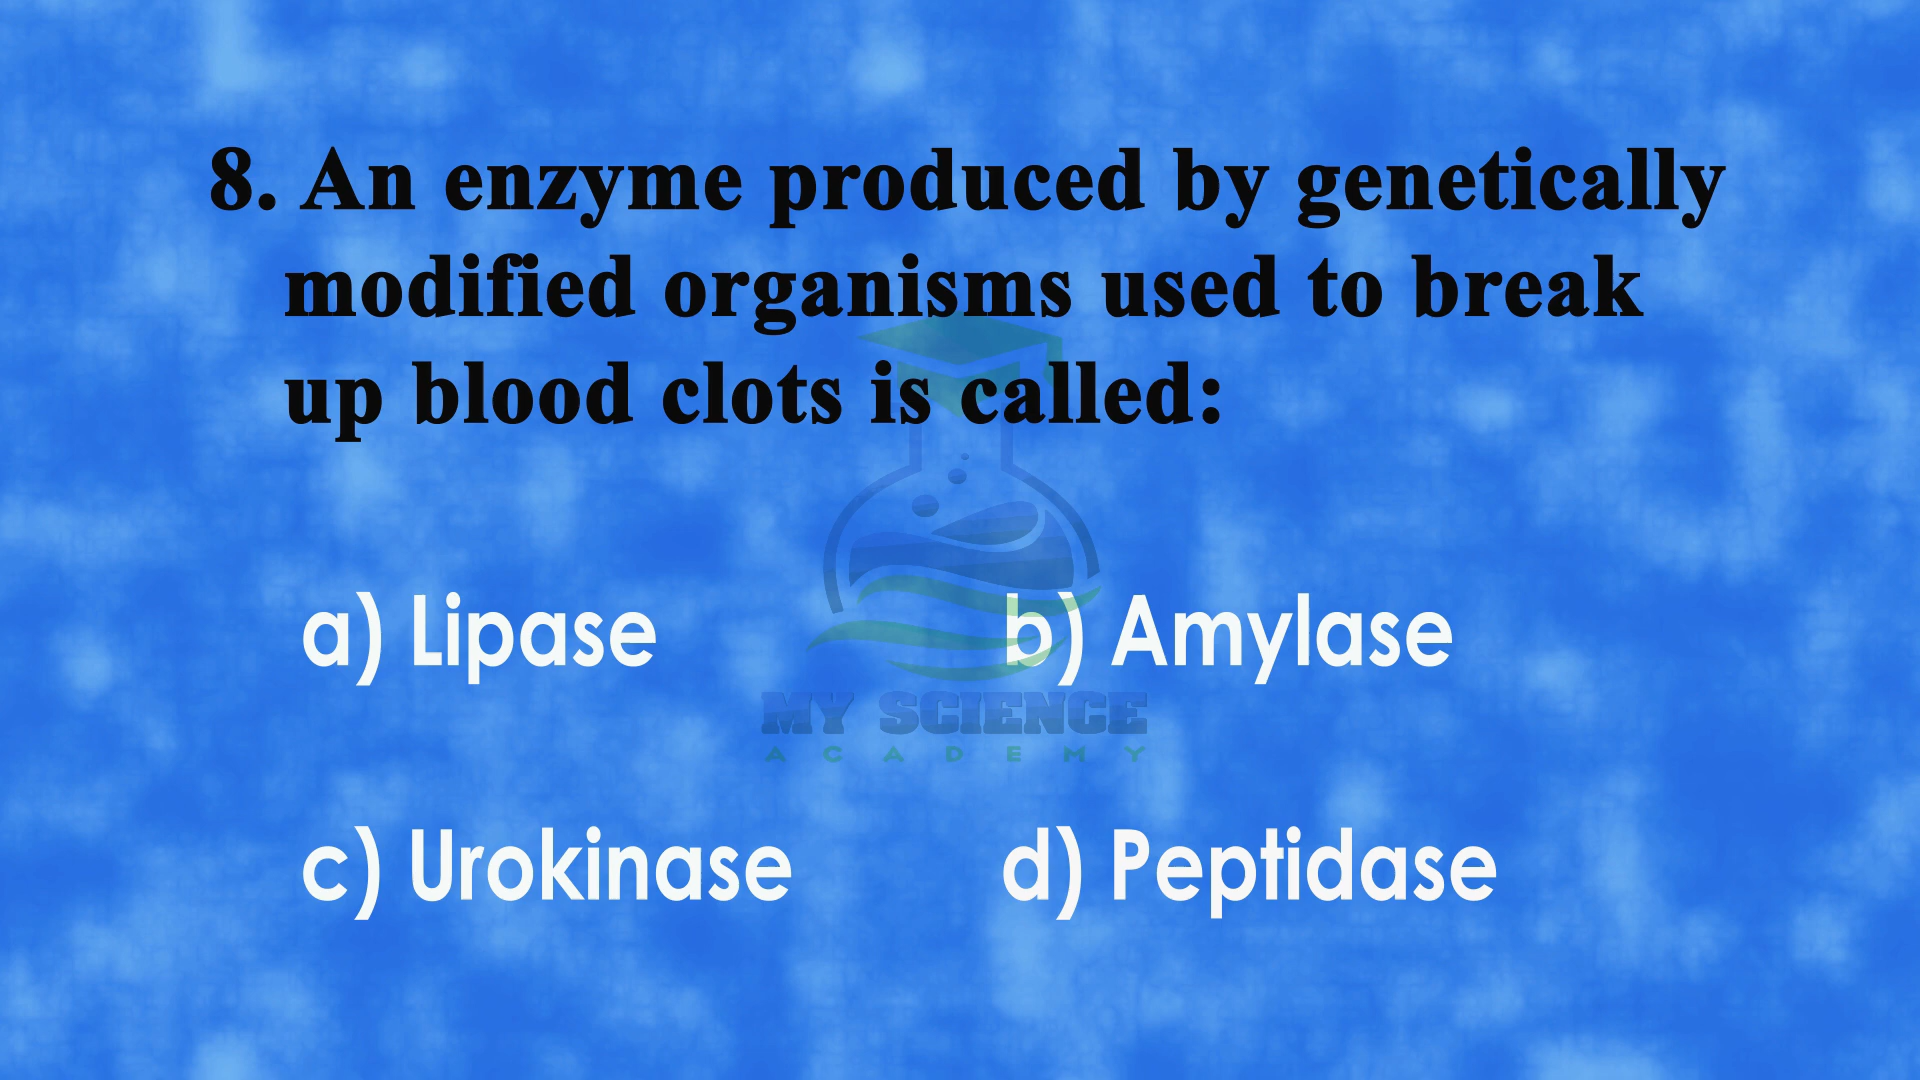 8. An enzyme produced by genetically
modified organisms used to break
up blood clots is called:
a) Lipase
b) Amylase
MY SCIENCE
ACADEMY
c) Urokinase
d) Peptidase